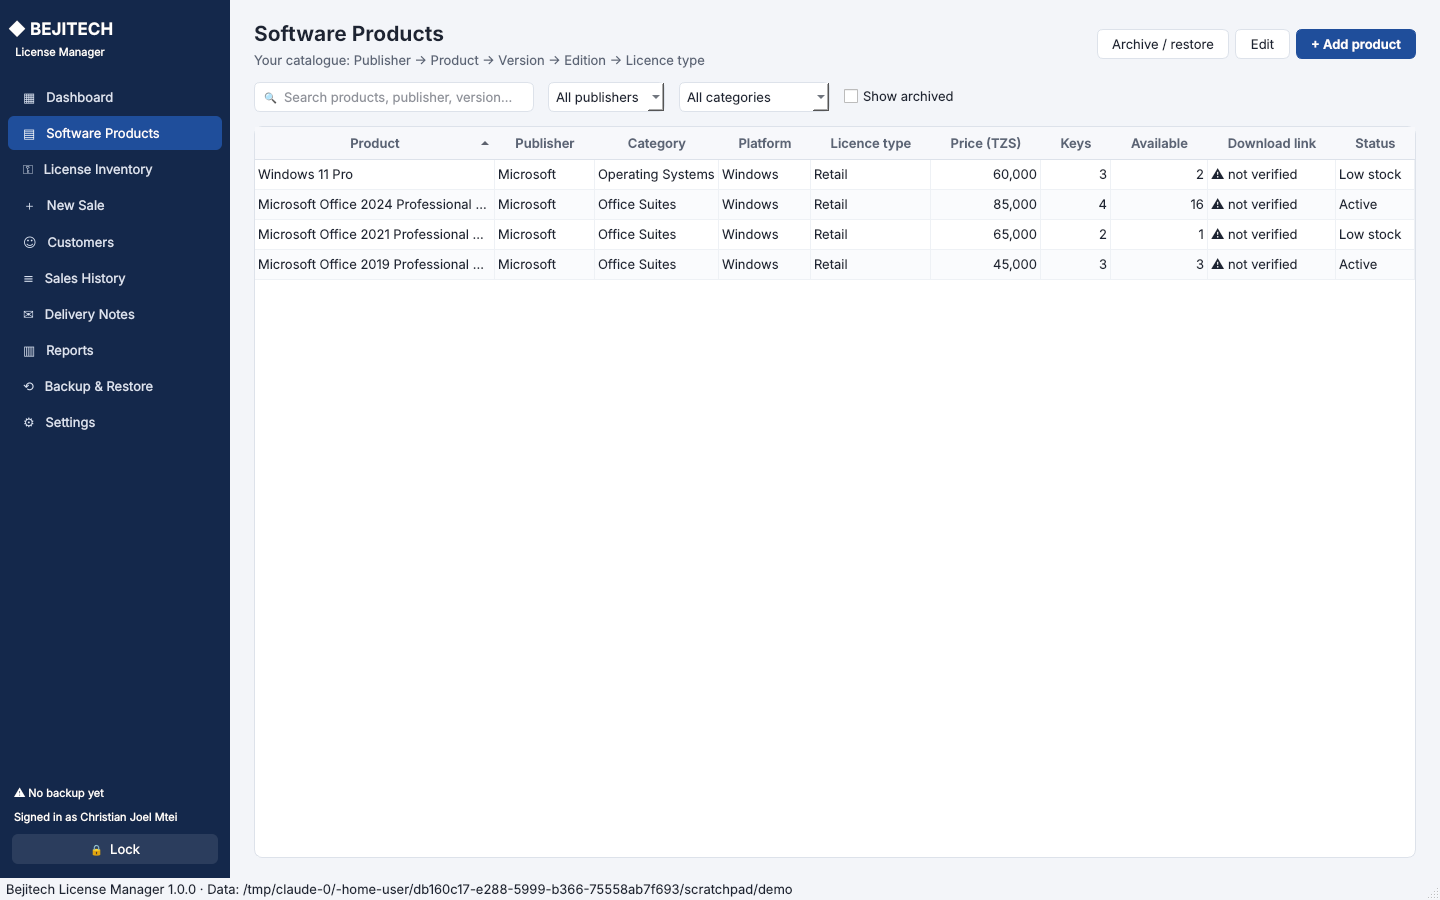 BEJITECH
License Manager
Dashboard
Software Products
License Inventory
+ New Sale
Customers
Sales History
Delivery Notes
Reports
Backup & Restore
Settings
⚠ No backup yet
Signed in as Christian Joel Mtei
Lock
Software Products
Your catalogue: Publisher → Product → Version → Edition → Licence type
Archive / restore Edit + Add product
Search products, publisher, version... All publishers All categories Show archived
Product Publisher Category Platform Licence type Price (TZS) Keys Available Download link Status
Windows 11 Pro Microsoft Operating Systems Windows Retail 60,000 3 2 ⚠ not verified Low stock
Microsoft Office 2024 Professional ... Microsoft Office Suites Windows Retail 85,000 4 16 ⚠ not verified Active
Microsoft Office 2021 Professional ... Microsoft Office Suites Windows Retail 65,000 2 1 ⚠ not verified Low stock
Microsoft Office 2019 Professional ... Microsoft Office Suites Windows Retail 45,000 3 3 ⚠ not verified Active
Bejitech License Manager 1.0.0 · Data: /tmp/claude-0/-home-user/db160c17-e288-5999-b366-75558ab7f693/scratchpad/demo